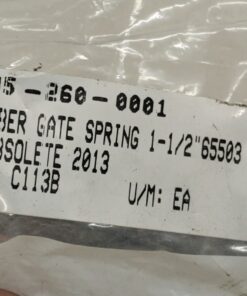 5-260-0001
BER GATE SPRING 1-1/2"65503
BSOLETE 2013
C113B
U/M: EA